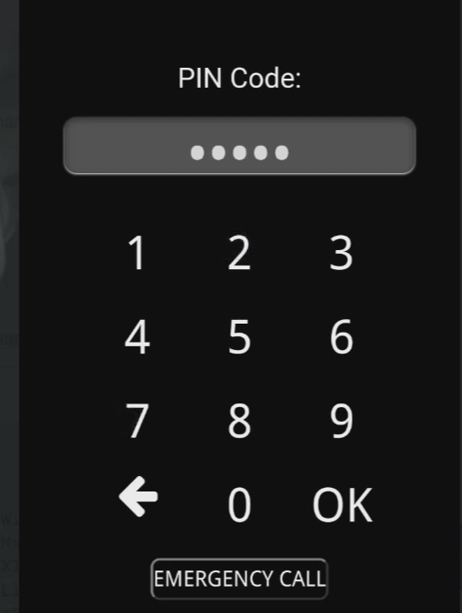 PIN Code:
•••••
1 2 3
4 5 6
7 8 9
0 OK
EMERGENCY CALL